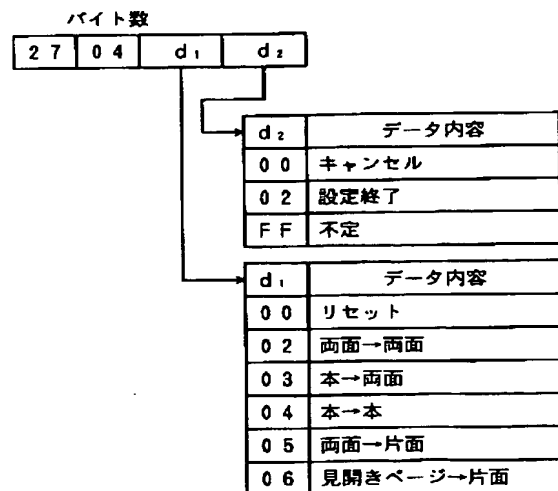 バイト数
27 04 d₁ d₂
d₂ データ内容
00 キャンセル
02 設定終了
FF 不定
d₁ データ内容
00 リセット
02 両面→両面
03 本→両面
04 本→本
05 両面→片面
06 見開きページ→片面